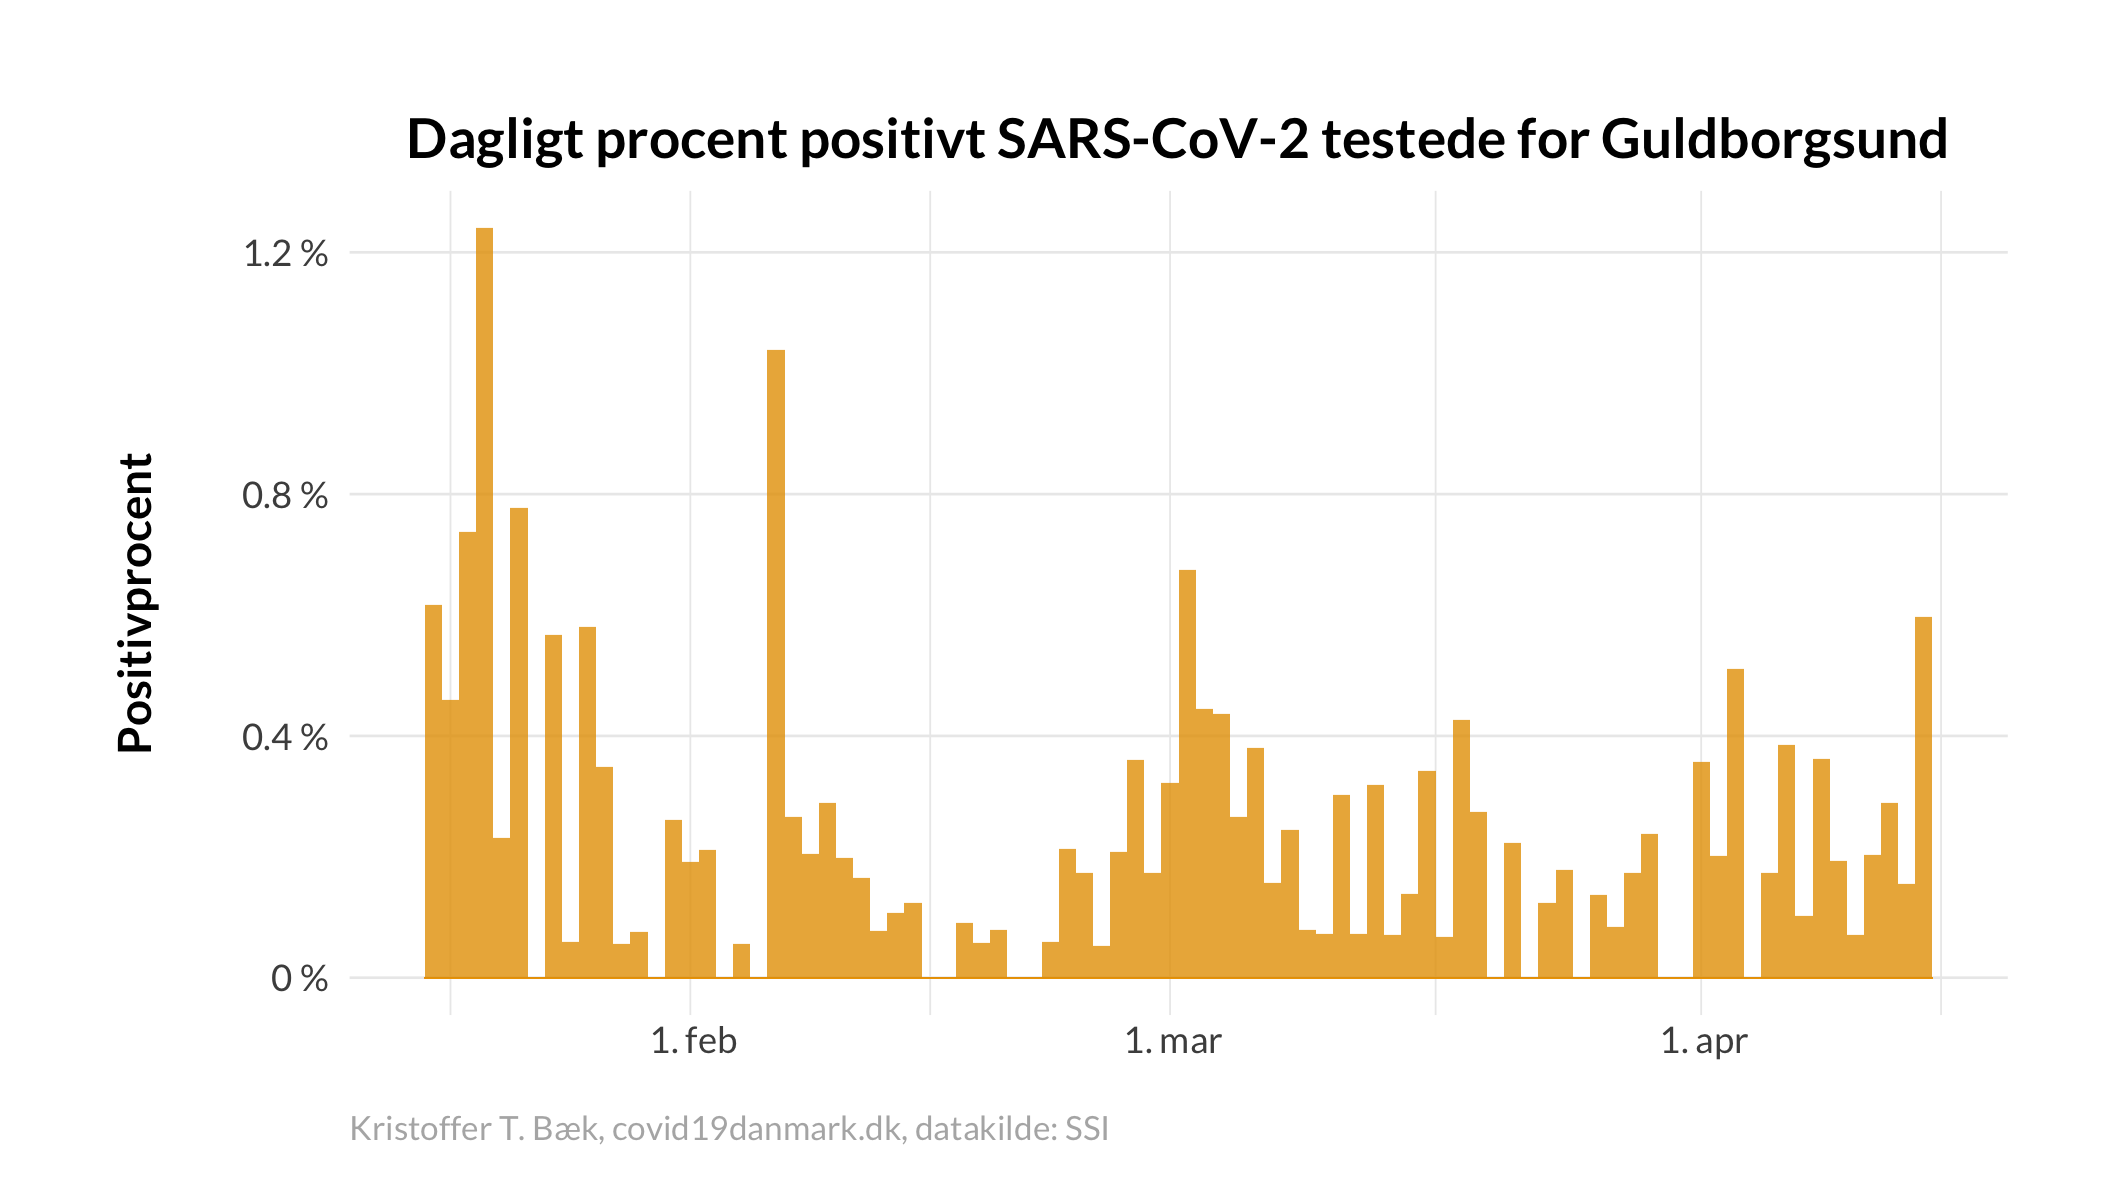 Dagligt procent positivt SARS-CoV-2 testede for Guldborgsund
Positivprocent
1.2 %
0.8 %
0.4 %
0 %
1. feb
1. mar
1. apr
Kristoffer T. Bæk, covid19danmark.dk, datakilde: SSI